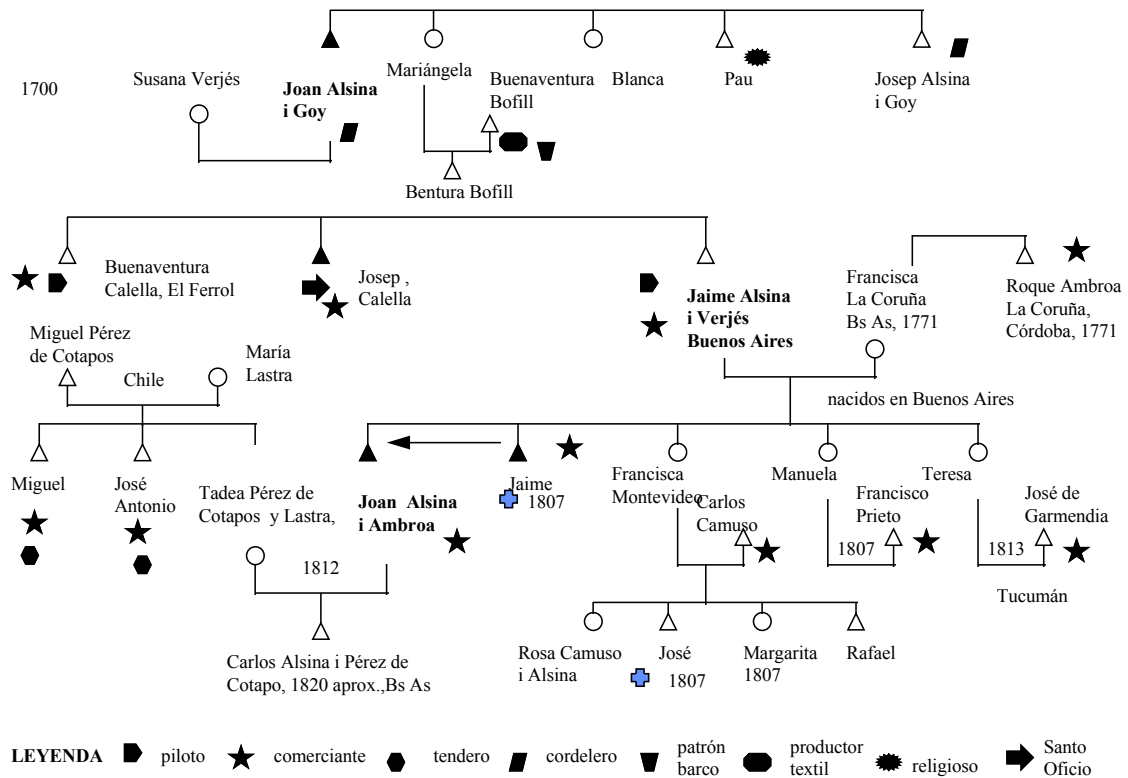 1700
Susana Verjés
Joan Alsina
i Goy
Mariángela
Buenaventura
Bofill
Blanca
Pau
Josep Alsina
i Goy
Bentura Bofill
Buenaventura
Calella, El Ferrol
Josep ,
Calella
Jaime Alsina
i Verjés
Buenos Aires
Francisca
La Coruña
Bs As, 1771
Roque Ambroa
La Coruña,
Córdoba, 1771
Miguel Pérez
de Cotapos
Chile
María
Lastra
nacidos en Buenos Aires
Miguel
José
Antonio
Tadea Pérez de
Cotapos y Lastra,
Joan Alsina
i Ambroa
Jaime
1807
Francisca
Montevideo
Carlos
Camuso
Manuela
Francisco
Prieto
1807
Teresa
José de
Garmendia
1813
Tucumán
1812
Carlos Alsina i Pérez de
Cotapo, 1820 aprox.,Bs As
Rosa Camuso
i Alsina
José
1807
Margarita
1807
Rafael
LEYENDA
piloto
comerciante
tendero
cordelero
patrón
barco
productor
textil
religioso
Santo
Oficio